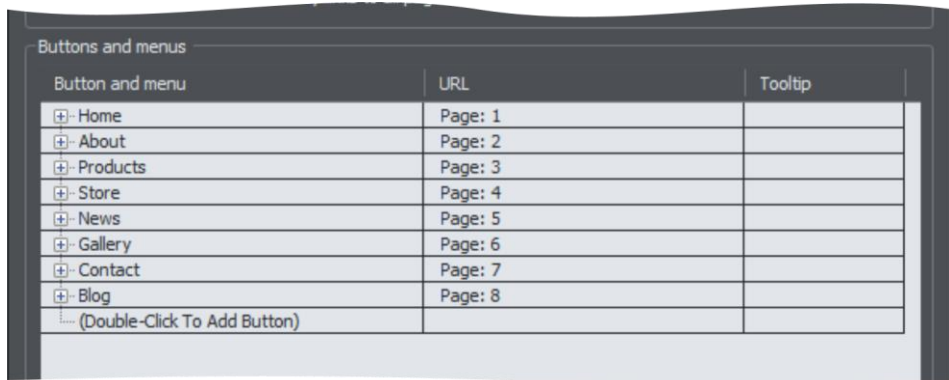 Buttons and menus
Button and menu URL Tooltip
Home Page: 1
About Page: 2
Products Page: 3
Store Page: 4
News Page: 5
Gallery Page: 6
Contact Page: 7
Blog Page: 8
(Double-Click To Add Button)